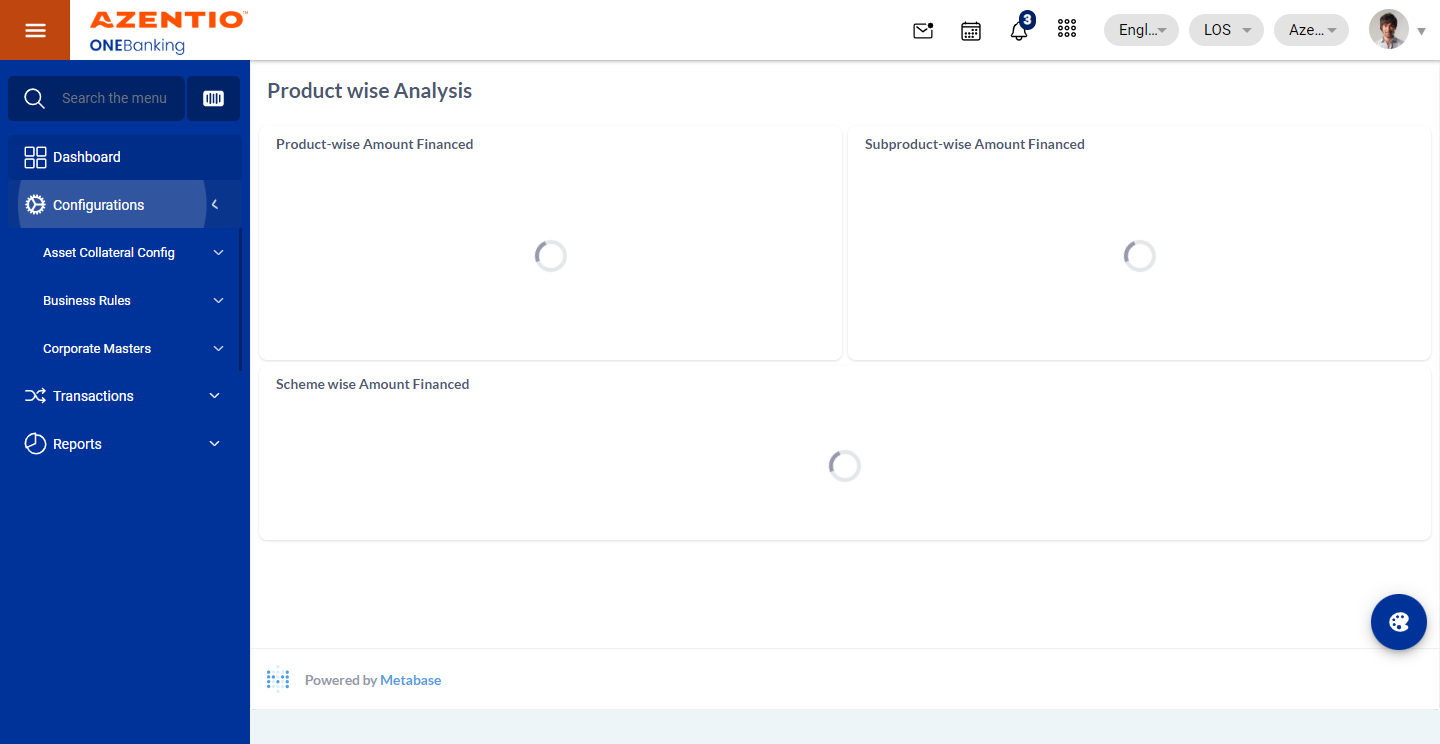 AZENTIO™
ONEBanking
3
Engl...
LOS
Aze...
Search the menu
Dashboard
Configurations
Asset Collateral Config
Business Rules
Corporate Masters
Transactions
Reports
Product wise Analysis
Product-wise Amount Financed
Subproduct-wise Amount Financed
Scheme wise Amount Financed
Powered by Metabase